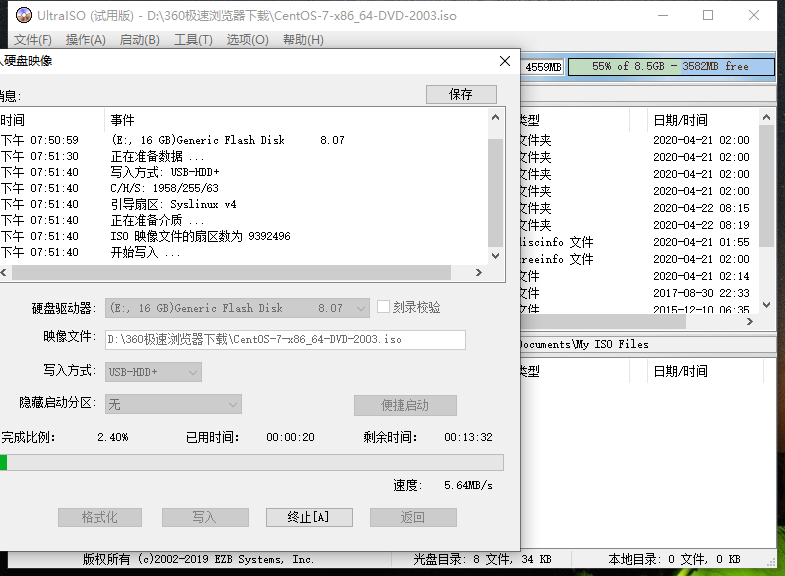 UltraISO (试用版) - D:\360极速浏览器下载\CentOS-7-x86_64-DVD-2003.iso
文件(F) 操作(A) 启动(B) 工具(T) 选项(O) 帮助(H)
硬盘映像
4559MB 55% of 8.5GB - 3582MB free
消息:
保存
时间 事件
下午 07:50:59 (E:, 16 GB)Generic Flash Disk 8.07
下午 07:51:30 正在准备数据 ...
下午 07:51:40 写入方式: USB-HDD+
下午 07:51:40 C/H/S: 1958/255/63
下午 07:51:40 引导扇区: Syslinux v4
下午 07:51:40 正在准备介质 ...
下午 07:51:40 ISO 映像文件的扇区数为 9392496
下午 07:51:40 开始写入 ...
类型 日期/时间
文件夹 2020-04-21 02:00
文件夹 2020-04-21 02:00
文件夹 2020-04-21 02:00
文件夹 2020-04-21 02:00
文件夹 2020-04-22 08:15
文件夹 2020-04-22 08:19
discinfo 文件 2020-04-21 01:55
treeinfo 文件 2020-04-21 02:00
文件 2020-04-21 02:14
文件 2017-08-30 22:33
文件 2015-12-10 06:35
硬盘驱动器: (E:, 16 GB)Generic Flash Disk 8.07 刻录校验
映像文件: D:\360极速浏览器下载\CentOS-7-x86_64-DVD-2003.iso
写入方式: USB-HDD+
隐藏启动分区: 无 便捷启动
Documents\My ISO Files
类型 日期/时间
完成比例: 2.40% 已用时间: 00:00:20 剩余时间: 00:13:32
速度: 5.64MB/s
格式化 写入 终止[A] 返回
版权所有 (c)2002-2019 EZB Systems, Inc. 光盘目录: 8 文件, 34 KB 本地目录: 0 文件, 0 KB